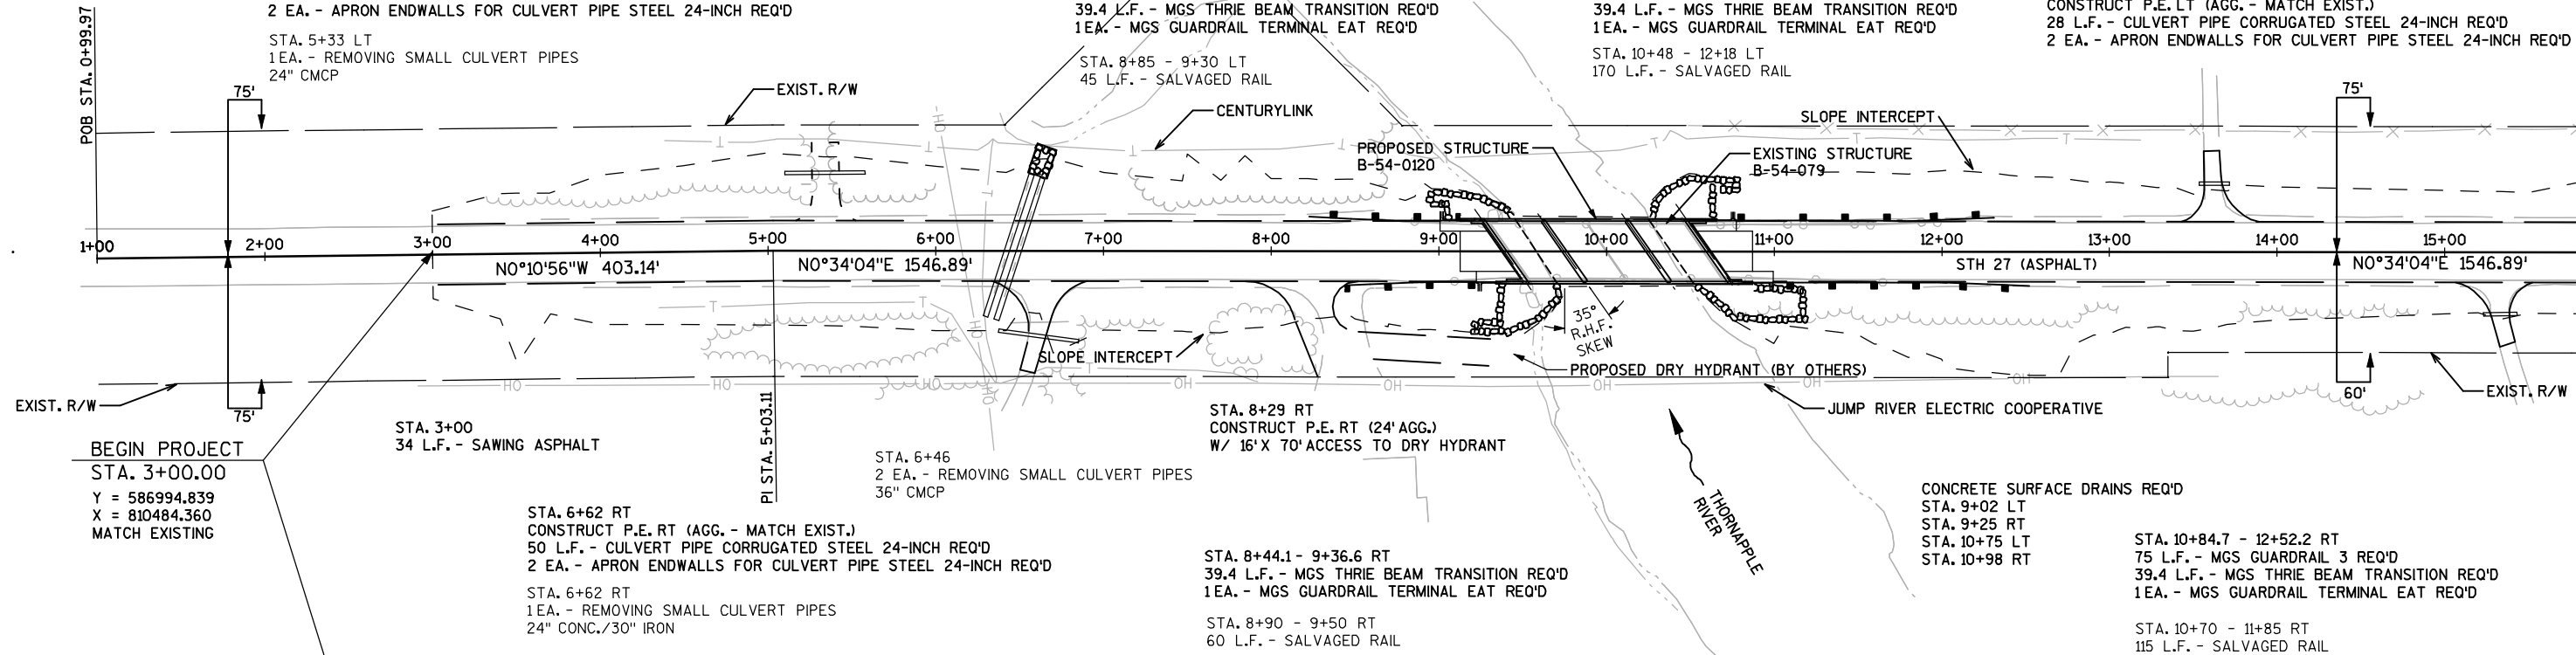 2 EA. - APRON ENDWALLS FOR CULVERT PIPE STEEL 24-INCH REQ'D
STA. 5+33 LT
1 EA. - REMOVING SMALL CULVERT PIPES
24" CMCP
39.4 L.F. - MGS THRIE BEAM TRANSITION REQ'D
1 EA. - MGS GUARDRAIL TERMINAL EAT REQ'D
STA. 8+85 - 9+30 LT
45 L.F. - SALVAGED RAIL
39.4 L.F. - MGS THRIE BEAM TRANSITION REQ'D
1 EA. - MGS GUARDRAIL TERMINAL EAT REQ'D
STA. 10+48 - 12+18 LT
170 L.F. - SALVAGED RAIL
CONSTRUCT P.E. LT (AGG. - MATCH EXIST.)
28 L.F. - CULVERT PIPE CORRUGATED STEEL 24-INCH REQ'D
2 EA. - APRON ENDWALLS FOR CULVERT PIPE STEEL 24-INCH REQ'D
POB STA. 0+99.97
75'
EXIST. R/W
CENTURYLINK
SLOPE INTERCEPT
75'
PROPOSED STRUCTURE
B-54-0120
EXISTING STRUCTURE
B-54-079
HO
T
T
T
T
T
1+00
2+00
3+00
4+00
5+00
6+00
7+00
8+00
9+00
10+00
11+00
12+00
13+00
14+00
15+00
N0°10'56"W 403.14'
N0°34'04"E 1546.89'
STH 27 (ASPHALT)
N0°34'04"E 1546.89'
T
T
T
HO
35°
R.H.F.
SKEW
SLOPE INTERCEPT
PROPOSED DRY HYDRANT (BY OTHERS)
HO
HO
HO
OH
OH
OH
OH
OH
HO
EXIST. R/W
75'
JUMP RIVER ELECTRIC COOPERATIVE
60'
EXIST. R/W
BEGIN PROJECT
STA. 3+00.00
Y = 586994.839
X = 810484.360
MATCH EXISTING
STA. 3+00
34 L.F. - SAWING ASPHALT
PI STA. 5+03.11
STA. 6+46
2 EA. - REMOVING SMALL CULVERT PIPES
36" CMCP
STA. 8+29 RT
CONSTRUCT P.E. RT (24' AGG.)
W/ 16' X 70' ACCESS TO DRY HYDRANT
THORNAPPLE
RIVER
STA. 6+62 RT
CONSTRUCT P.E. RT (AGG. - MATCH EXIST.)
50 L.F. - CULVERT PIPE CORRUGATED STEEL 24-INCH REQ'D
2 EA. - APRON ENDWALLS FOR CULVERT PIPE STEEL 24-INCH REQ'D
STA. 6+62 RT
1 EA. - REMOVING SMALL CULVERT PIPES
24" CONC./30" IRON
STA. 8+44.1 - 9+36.6 RT
39.4 L.F. - MGS THRIE BEAM TRANSITION REQ'D
1 EA. - MGS GUARDRAIL TERMINAL EAT REQ'D
STA. 8+90 - 9+50 RT
60 L.F. - SALVAGED RAIL
CONCRETE SURFACE DRAINS REQ'D
STA. 9+02 LT
STA. 9+25 RT
STA. 10+75 LT
STA. 10+98 RT
STA. 10+84.7 - 12+52.2 RT
75 L.F. - MGS GUARDRAIL 3 REQ'D
39.4 L.F. - MGS THRIE BEAM TRANSITION REQ'D
1 EA. - MGS GUARDRAIL TERMINAL EAT REQ'D
STA. 10+70 - 11+85 RT
115 L.F. - SALVAGED RAIL